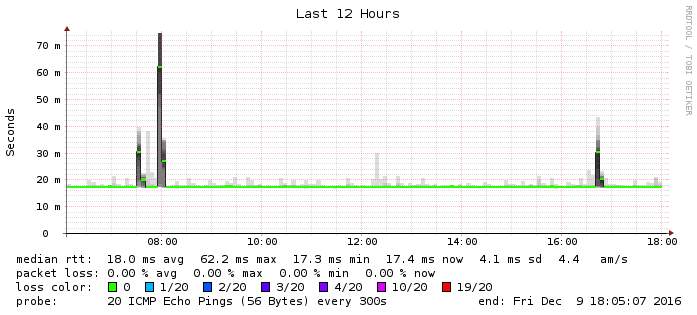 Last 12 Hours
RRDTOOL / TOBI OETIKER
Seconds
70 m
60 m
50 m
40 m
30 m
20 m
10 m
0
08:00 10:00 12:00 14:00 16:00 18:00
median rtt: 18.0 ms avg 62.2 ms max 17.3 ms min 17.4 ms now 4.1 ms sd 4.4 am/s
packet loss: 0.00 % avg 0.00 % max 0.00 % min 0.00 % now
loss color: 0 1/20 2/20 3/20 4/20 10/20 19/20
probe: 20 ICMP Echo Pings (56 Bytes) every 300s end: Fri Dec 9 18:05:07 2016